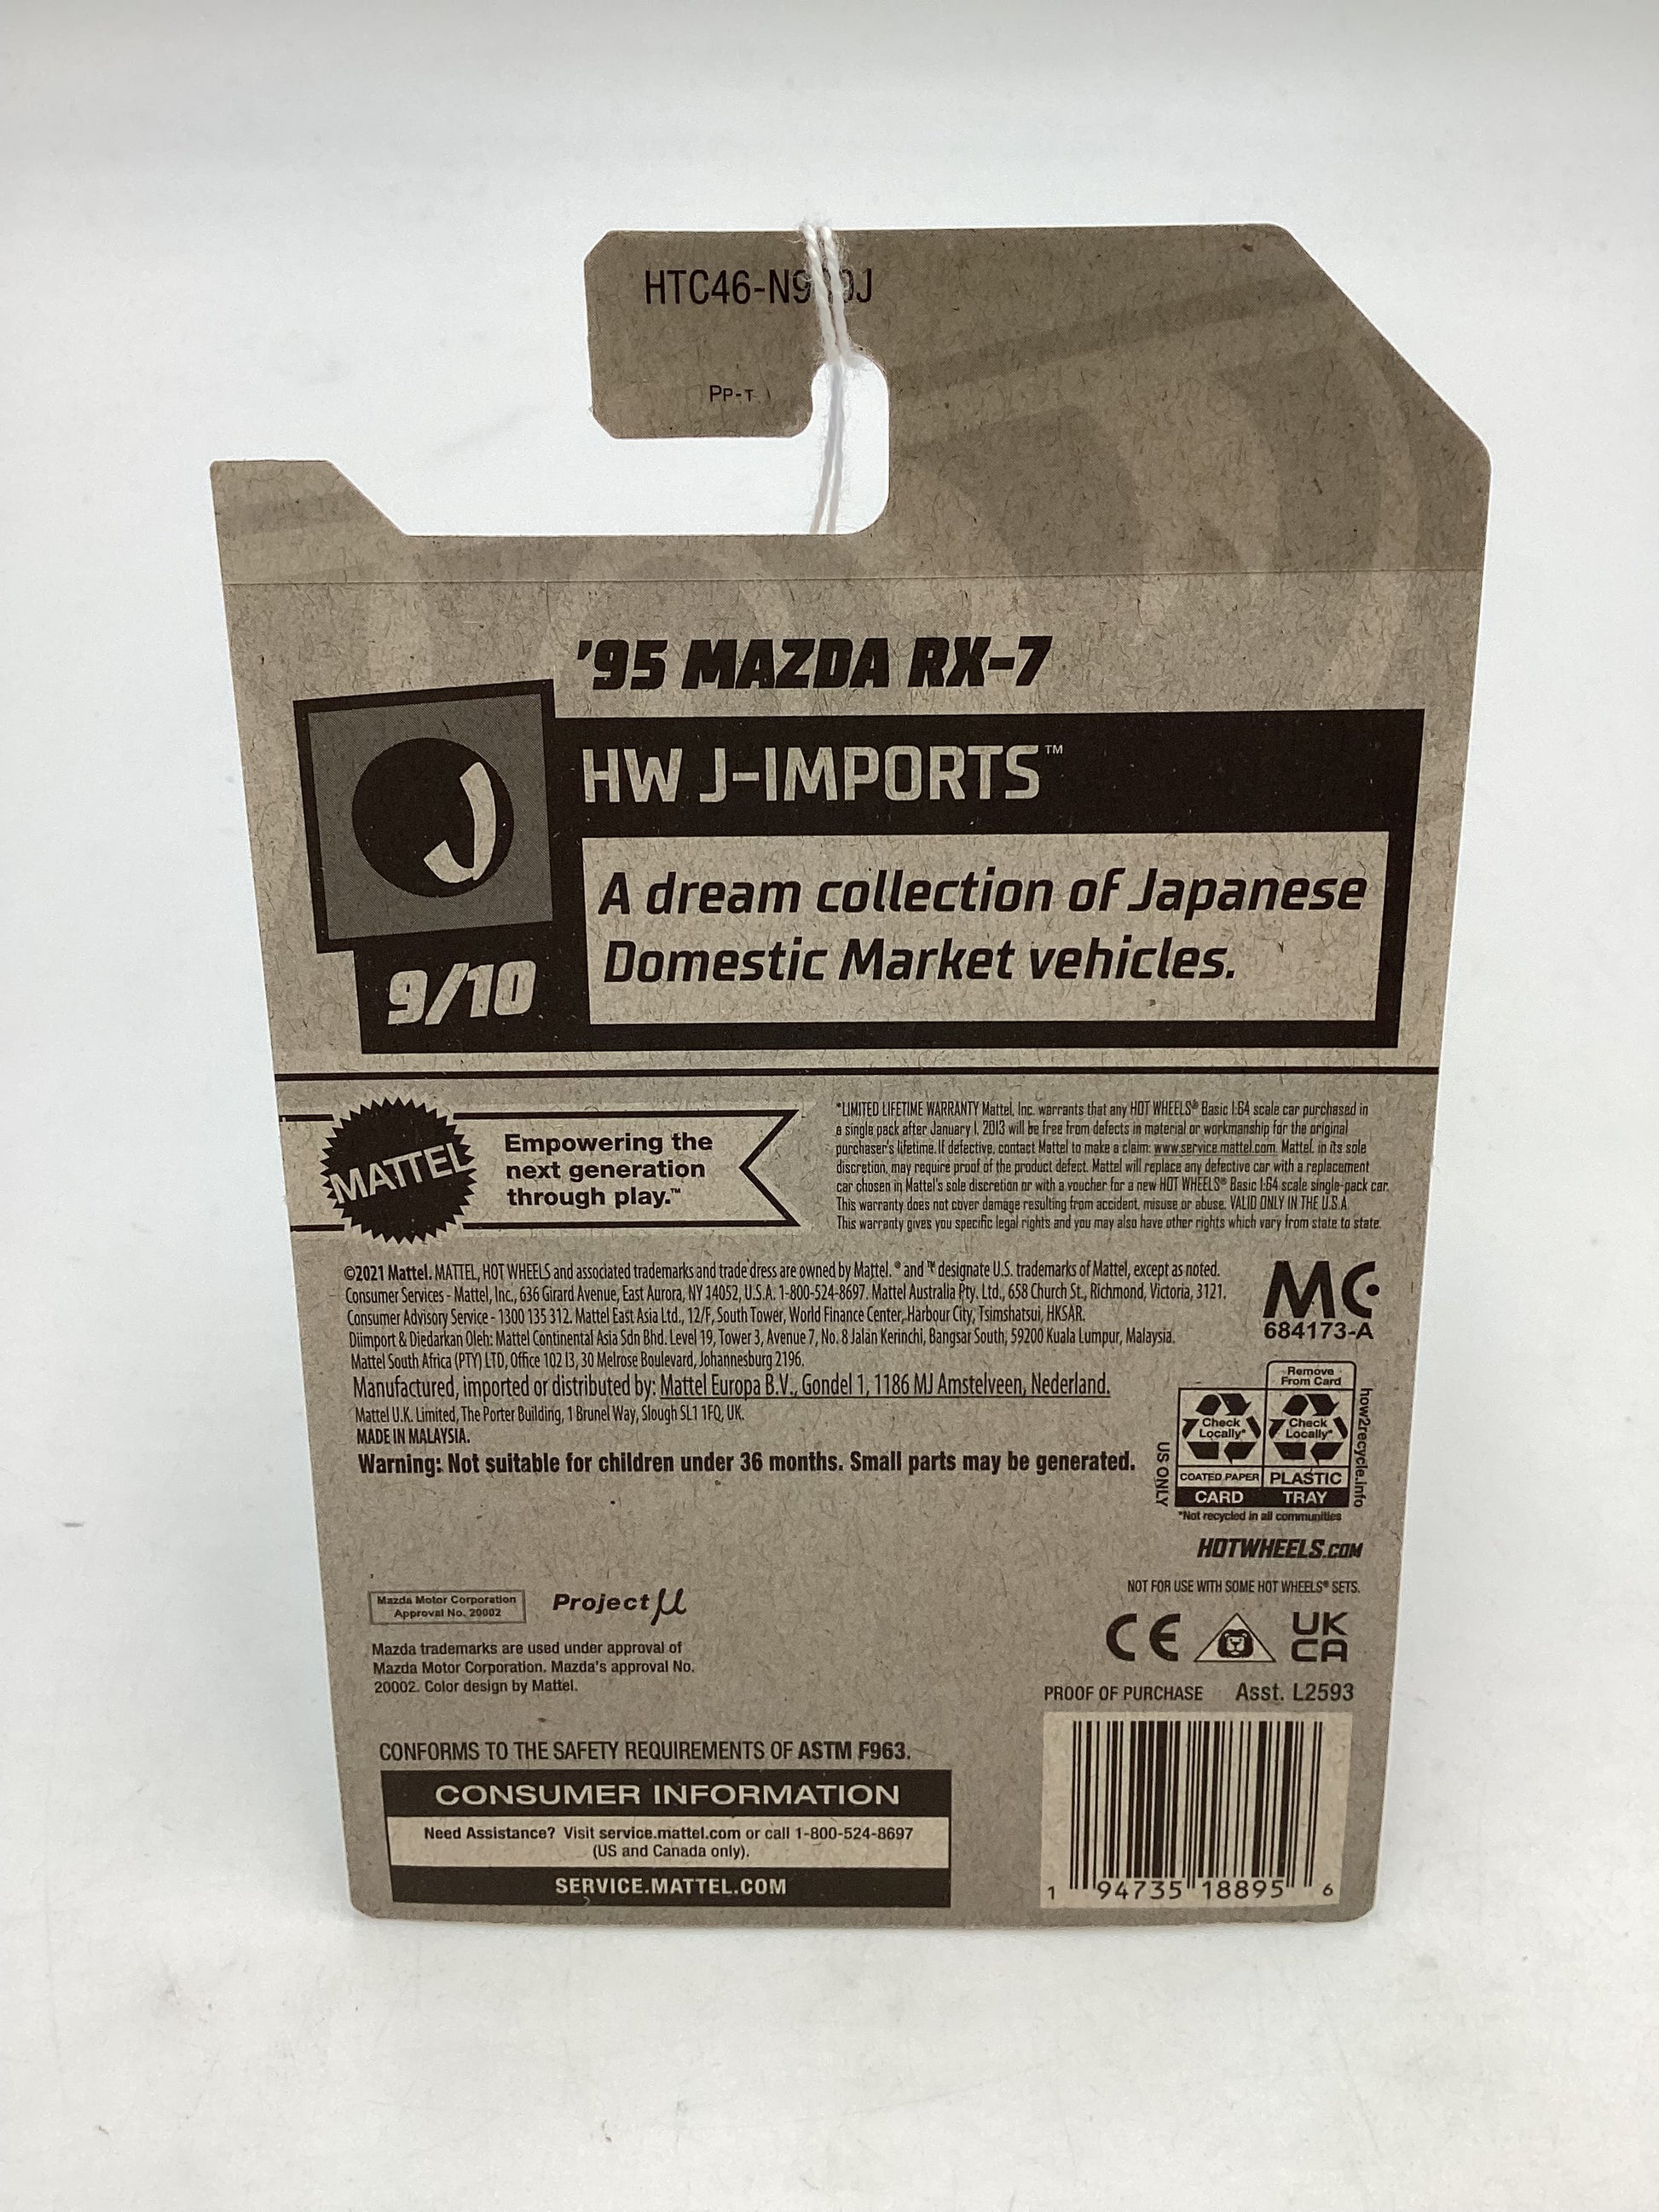 HTC46-N9
J
PP-T
'95 MAZDA RX-7
J
HW J-IMPORTS™
A dream collection of Japanese
Domestic Market vehicles.
9/10
MATTEL
Empowering the
next generation
through play.™
*LIMITED LIFETIME WARRANTY Mattel, Inc. warrants that any HOT WHEELS® Basic 1:64 scale car purchased in
a single pack after January 1, 2013 will be free from defects in material or workmanship for the original
purchaser's lifetime. If defective, contact Mattel to make a claim: www.service.mattel.com. Mattel, in its sole
discretion, may require proof of the product defect. Mattel will replace any defective car with a replacement
car chosen in Mattel's sole discretion or with a voucher for a new HOT WHEELS® Basic 1:64 scale single-pack car.
This warranty does not cover damage resulting from accident, misuse or abuse. VALID ONLY IN THE U.S.A
This warranty gives you specific legal rights and you may also have other rights which vary from state to state.
©2021 Mattel. MATTEL, HOT WHEELS and associated trademarks and trade dress are owned by Mattel. ® and ™ designate U.S. trademarks of Mattel, except as noted.
Consumer Services - Mattel, Inc., 636 Girard Avenue, East Aurora, NY 14052, U.S.A. 1-800-524-8697. Mattel Australia Pty. Ltd., 658 Church St., Richmond, Victoria, 3121.
Consumer Advisory Service - 1300 135 312. Mattel East Asia Ltd., 12/F, South Tower, World Finance Center, Harbour City, Tsimshatsui, HKSAR.
Diimport & Diedarkan Oleh: Mattel Continental Asia Sdn Bhd. Level 19, Tower 3, Avenue 7, No. 8 Jalan Kerinchi, Bangsar South, 59200 Kuala Lumpur, Malaysia.
Mattel South Africa (PTY) LTD, Office 102 I3, 30 Melrose Boulevard, Johannesburg 2196.
Manufactured, imported or distributed by: Mattel Europa B.V., Gondel 1, 1186 MJ Amstelveen, Nederland.
Mattel U.K. Limited, The Porter Building, 1 Brunel Way, Slough SL1 1FQ, UK.
MADE IN MALAYSIA.
Warning: Not suitable for children under 36 months. Small parts may be generated.
MC
684173-A
Remove
From Card
Check
Locally*
Check
Locally*
COATED PAPER
PLASTIC
CARD
TRAY
US ONLY
how2recycle.info
*Not recycled in all communities
HOTWHEELS.COM
NOT FOR USE WITH SOME HOT WHEELS® SETS.
CE
UK
CA
Mazda Motor Corporation
Approval No. 20002
Project μ
Mazda trademarks are used under approval of
Mazda Motor Corporation. Mazda's approval No.
20002. Color design by Mattel.
PROOF OF PURCHASE Asst. L2593
CONFORMS TO THE SAFETY REQUIREMENTS OF ASTM F963.
CONSUMER INFORMATION
Need Assistance? Visit service.mattel.com or call 1-800-524-8697
(US and Canada only).
SERVICE.MATTEL.COM
1 94735 18895 6